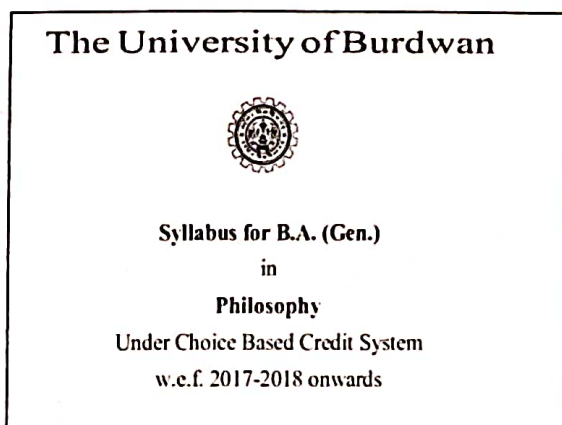 The University of Burdwan
Syllabus for B.A. (Gen.)
in
Philosophy
Under Choice Based Credit System
w.e.f. 2017-2018 onwards